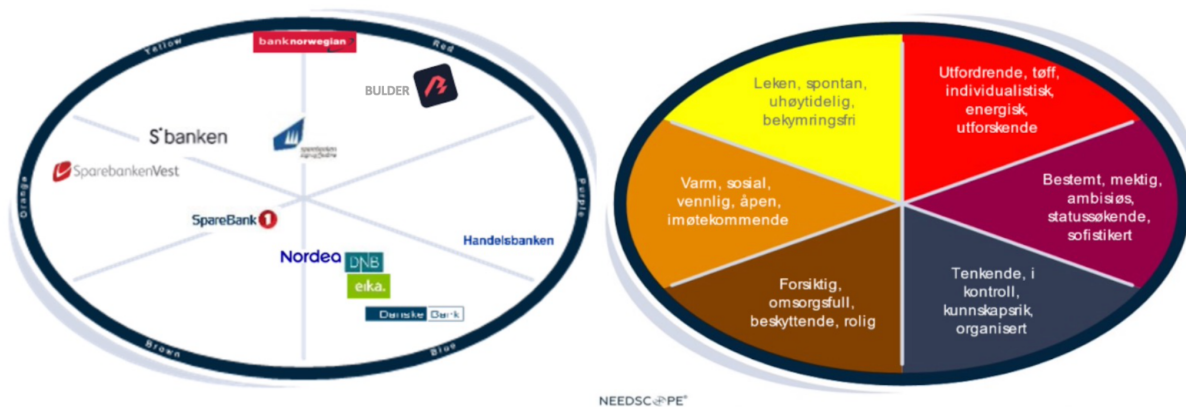 Yellow
banknorwegian
Red
BULDER
S'banken
SparebankenVest
Orange
Purple
SpareBank 1
Handelsbanken
Nordea
DNB
eika.
Danske Bank
Brown
Blue
Leken, spontan,
uhøytidelig,
bekymringsfri
Utfordrende, tøff,
individualistisk,
energisk,
utforskende
Varm, sosial,
vennlig, åpen,
imøtekommende
Bestemt, mektig,
ambisiøs,
statussøkende,
sofistikert
Forsiktig,
omsorgsfull,
beskyttende, rolig
Tenkende, i
kontroll,
kunnskapsrik,
organisert
NEEDSCOPE®